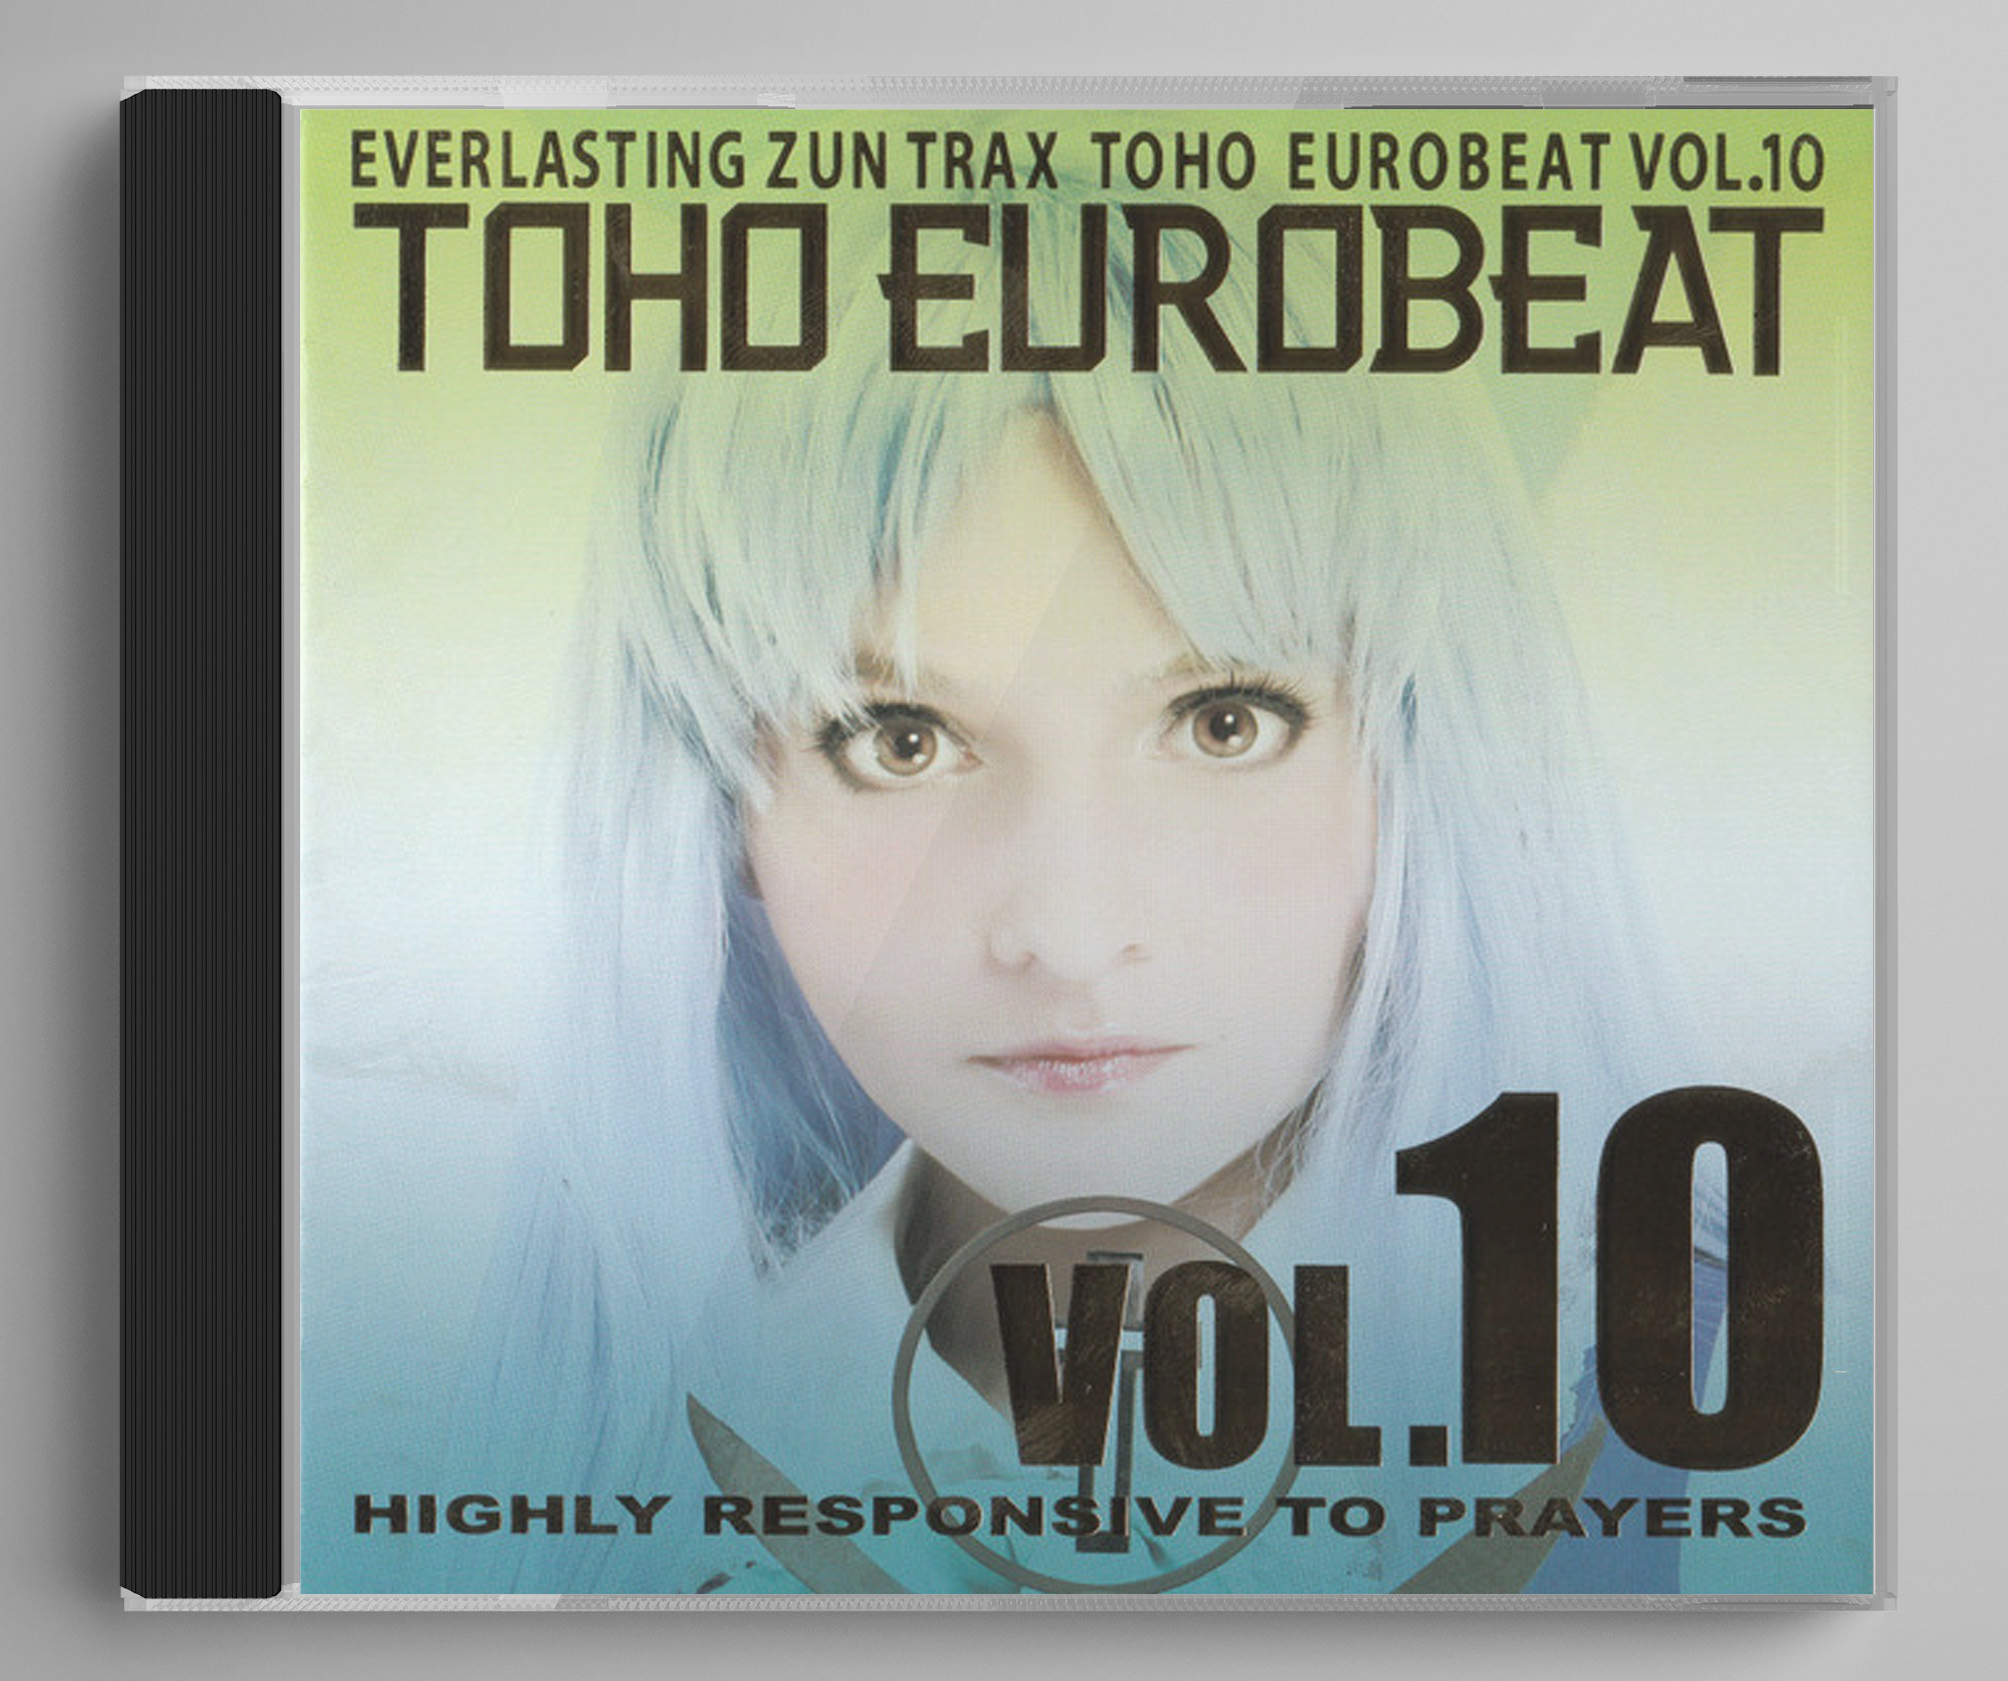 EVERLASTING ZUN TRAX TOHO EUROBEAT VOL.10
TOHO EUROBEAT
VOL.10
HIGHLY RESPONSIVE TO PRAYERS